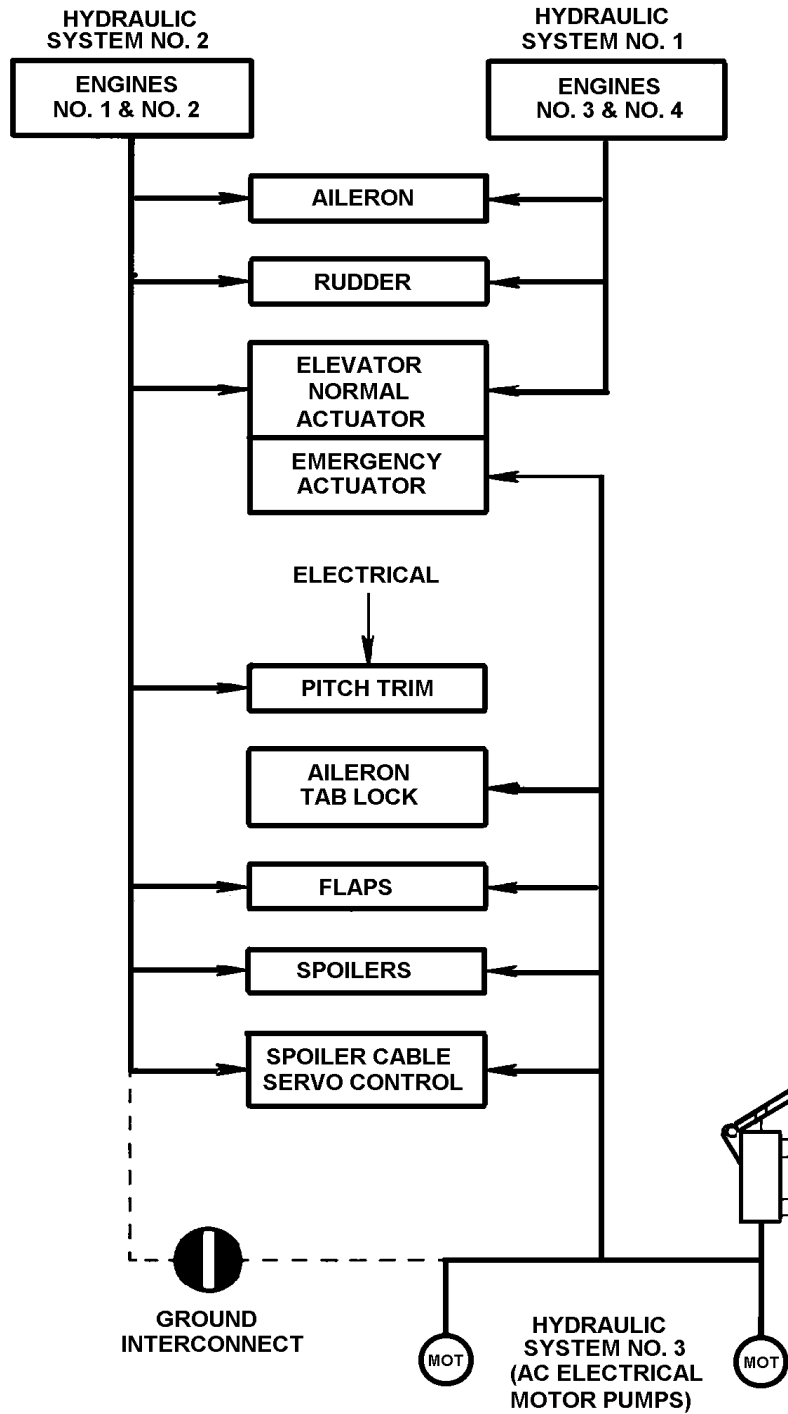 HYDRAULIC
SYSTEM NO. 2
HYDRAULIC
SYSTEM NO. 1
ENGINES
NO. 1 & NO. 2
ENGINES
NO. 3 & NO. 4
AILERON
RUDDER
ELEVATOR
NORMAL
ACTUATOR
EMERGENCY
ACTUATOR
ELECTRICAL
PITCH TRIM
AILERON
TAB LOCK
FLAPS
SPOILERS
SPOILER CABLE
SERVO CONTROL
GROUND
INTERCONNECT
MOT
HYDRAULIC
SYSTEM NO. 3
(AC ELECTRICAL
MOTOR PUMPS)
MOT